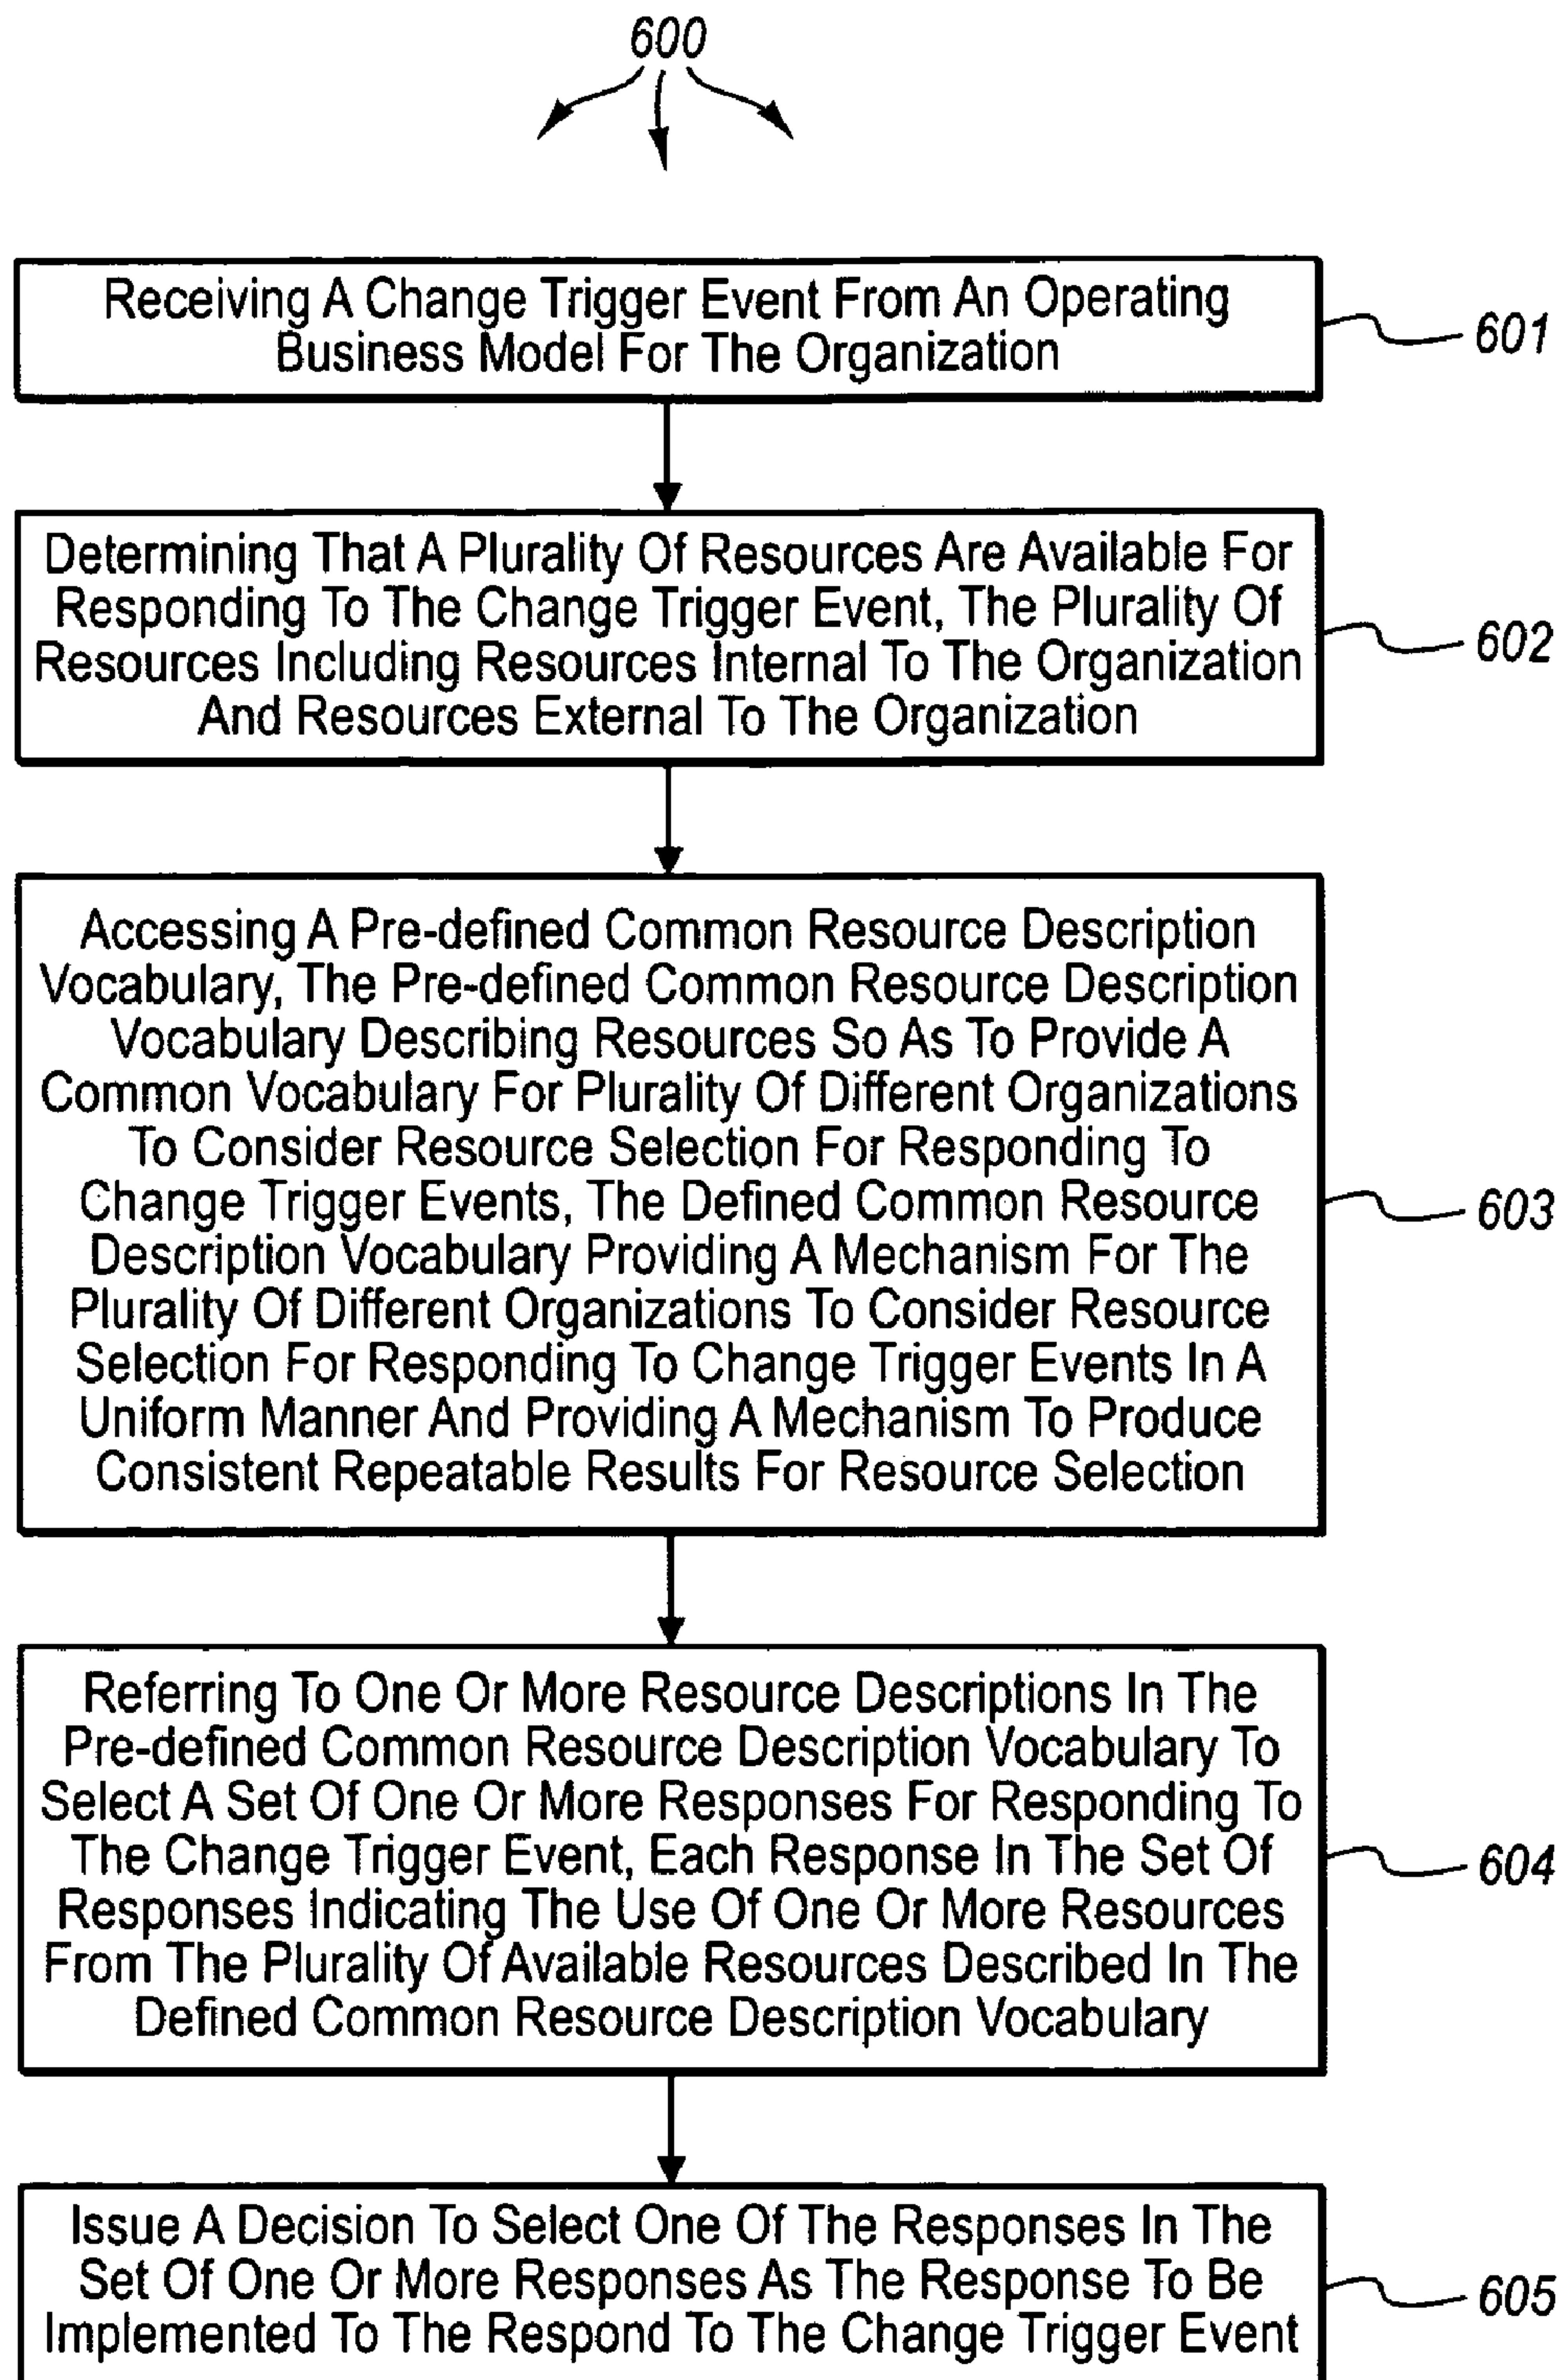 600
Receiving A Change Trigger Event From An Operating
Business Model For The Organization
601
Determining That A Plurality Of Resources Are Available For
Responding To The Change Trigger Event, The Plurality Of
Resources Including Resources Internal To The Organization
And Resources External To The Organization
602
Accessing A Pre-defined Common Resource Description
Vocabulary, The Pre-defined Common Resource Description
Vocabulary Describing Resources So As To Provide A
Common Vocabulary For Plurality Of Different Organizations
To Consider Resource Selection For Responding To
Change Trigger Events, The Defined Common Resource
Description Vocabulary Providing A Mechanism For The
Plurality Of Different Organizations To Consider Resource
Selection For Responding To Change Trigger Events In A
Uniform Manner And Providing A Mechanism To Produce
Consistent Repeatable Results For Resource Selection
603
Referring To One Or More Resource Descriptions In The
Pre-defined Common Resource Description Vocabulary To
Select A Set Of One Or More Responses For Responding To
The Change Trigger Event, Each Response In The Set Of
Responses Indicating The Use Of One Or More Resources
From The Plurality Of Available Resources Described In The
Defined Common Resource Description Vocabulary
604
Issue A Decision To Select One Of The Responses In The
Set Of One Or More Responses As The Response To Be
Implemented To The Respond To The Change Trigger Event
605